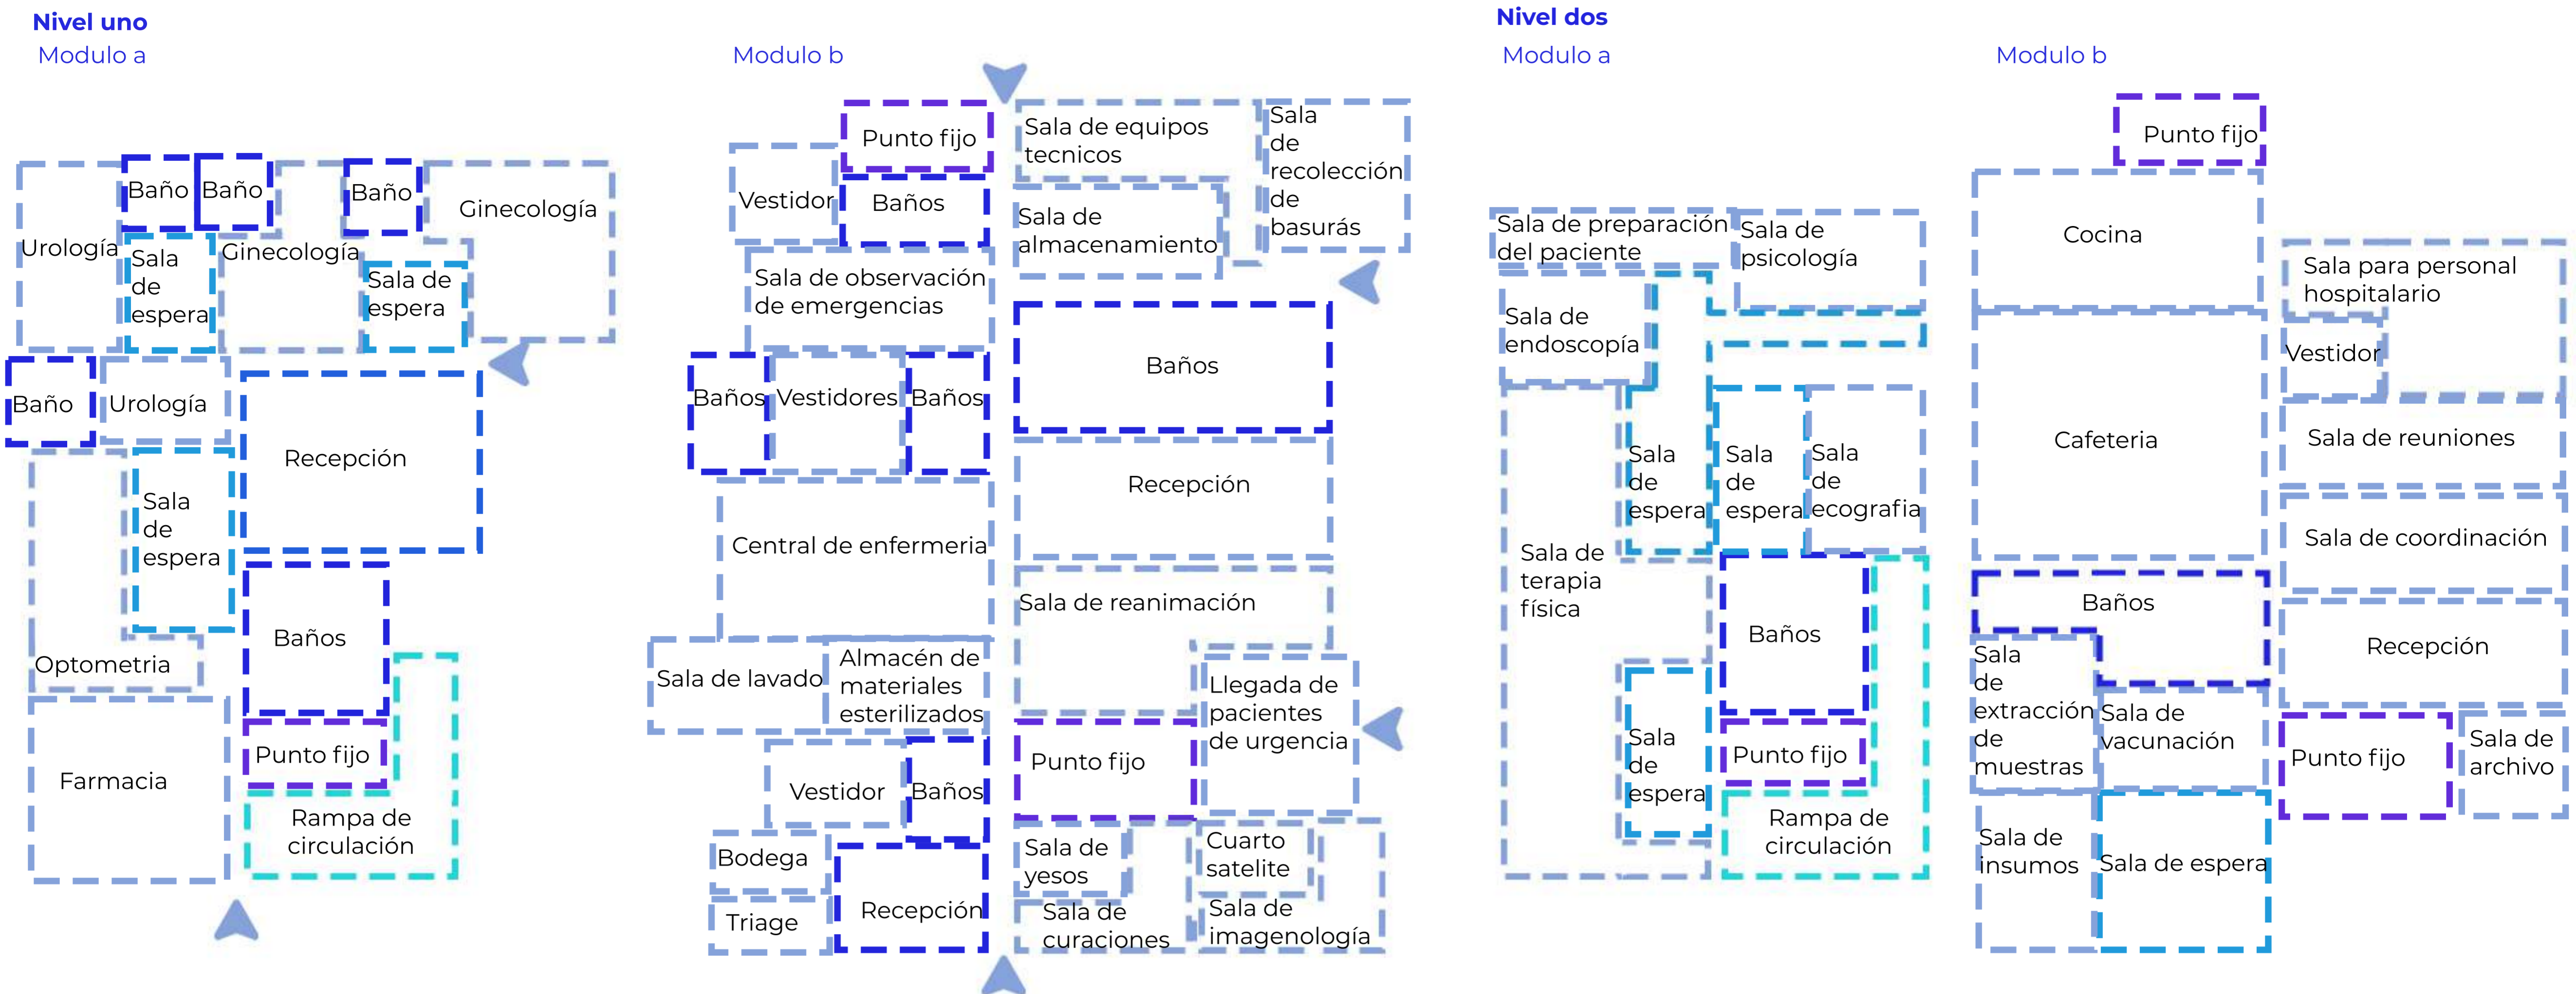 Nivel uno
Modulo a
Baño
Baño
Baño
Ginecología
Urología
Ginecología
Sala
de
espera
Sala de
espera
Baño
Urología
Recepción
Sala
de
espera
Baños
Optometria
Punto fijo
Farmacia
Rampa de
circulación
Modulo b
Punto fijo
Vestidor
Baños
Sala de observación
de emergencias
Baños
Vestidores
Baños
Central de enfermeria
Sala de lavado
Almacén de
materiales
esterilizados
Vestidor
Baños
Bodega
Triage
Recepción
Sala de equipos
tecnicos
Sala
de
recolección
de
basurás
Sala de
almacenamiento
Baños
Recepción
Sala de reanimación
Llegada de
pacientes
de urgencia
Punto fijo
Sala de
yesos
Cuarto
satelite
Sala de
curaciones
Sala de
imagenología
Nivel dos
Modulo a
Sala de preparación
del paciente
Sala de
psicología
Sala de
endoscopía
Sala
de
espera
Sala
de
espera
Sala
de
ecografia
Sala de
terapia
física
Baños
Sala
de
espera
Punto fijo
Rampa de
circulación
Modulo b
Punto fijo
Cocina
Cafeteria
Baños
Sala
de
extracción
de
muestras
Sala de
vacunación
Sala de
insumos
Sala de espera
Sala para personal
hospitalario
Vestidor
Sala de reuniones
Sala de coordinación
Recepción
Punto fijo
Sala de
archivo